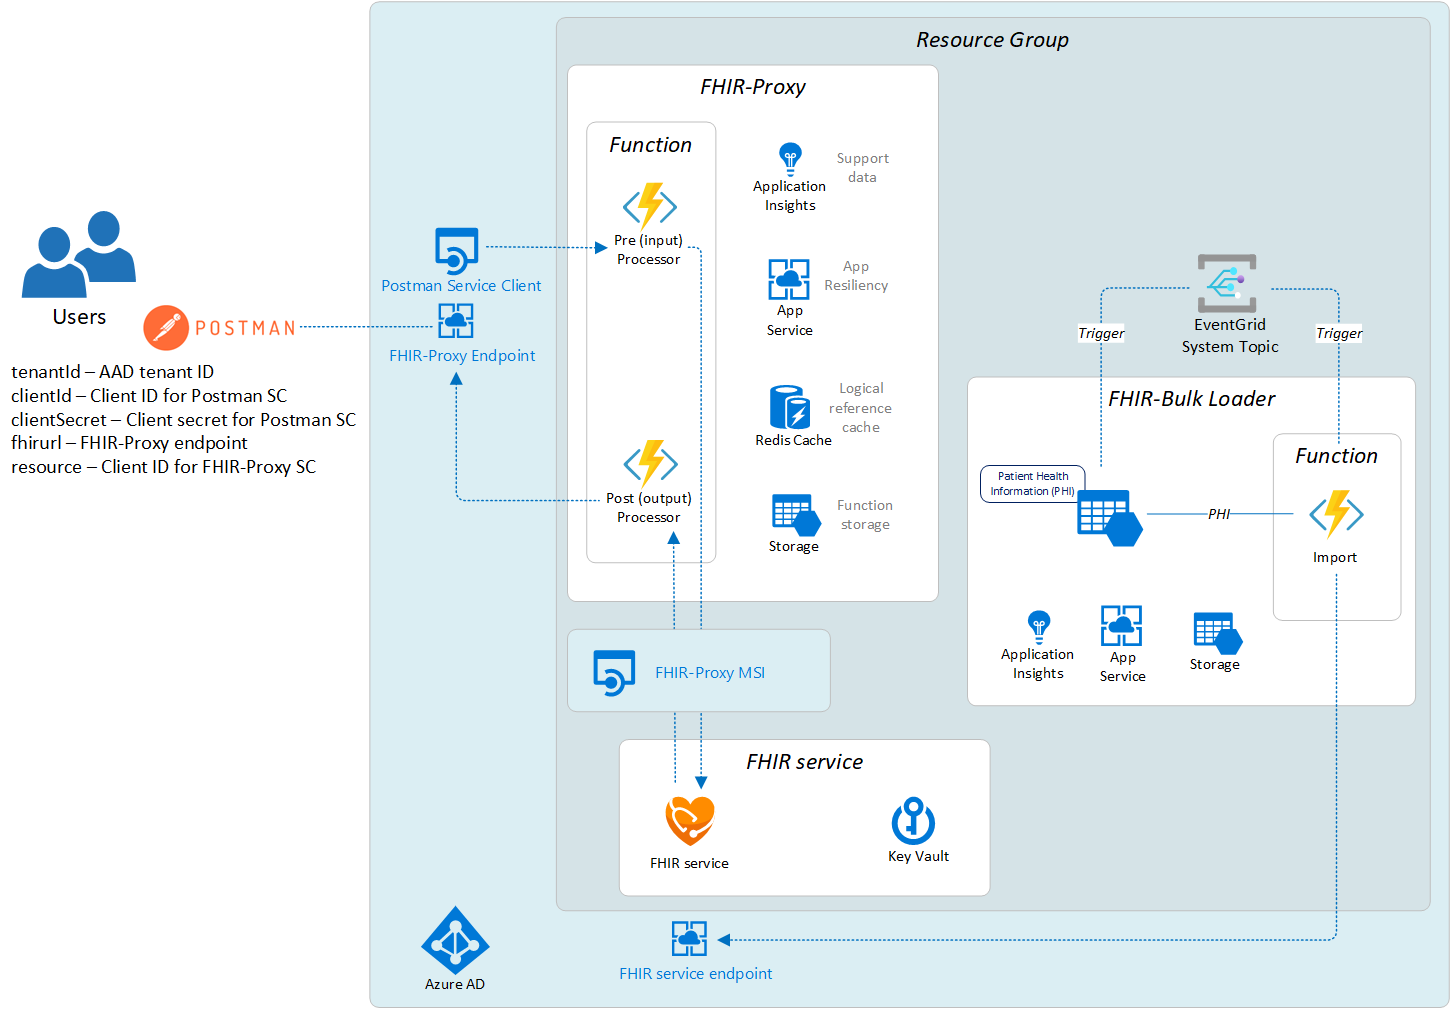 Resource Group
FHIR-Proxy
Function
Pre (input)
Processor
Application
Insights
Support
data
App
Service
App
Resiliency
Redis Cache
Logical
reference
cache
Post (output)
Processor
Storage
Function
storage
Users
POSTMAN
tenantId – AAD tenant ID
clientId – Client ID for Postman SC
clientSecret – Client secret for Postman SC
fhirurl – FHIR-Proxy endpoint
resource – Client ID for FHIR-Proxy SC
Postman Service Client
FHIR-Proxy Endpoint
EventGrid
System Topic
Trigger
Trigger
FHIR-Bulk Loader
Function
Patient Health
Information (PHI)
PHI
Import
Application
Insights
App
Service
Storage
FHIR-Proxy MSI
FHIR service
FHIR service
Key Vault
Azure AD
FHIR service endpoint